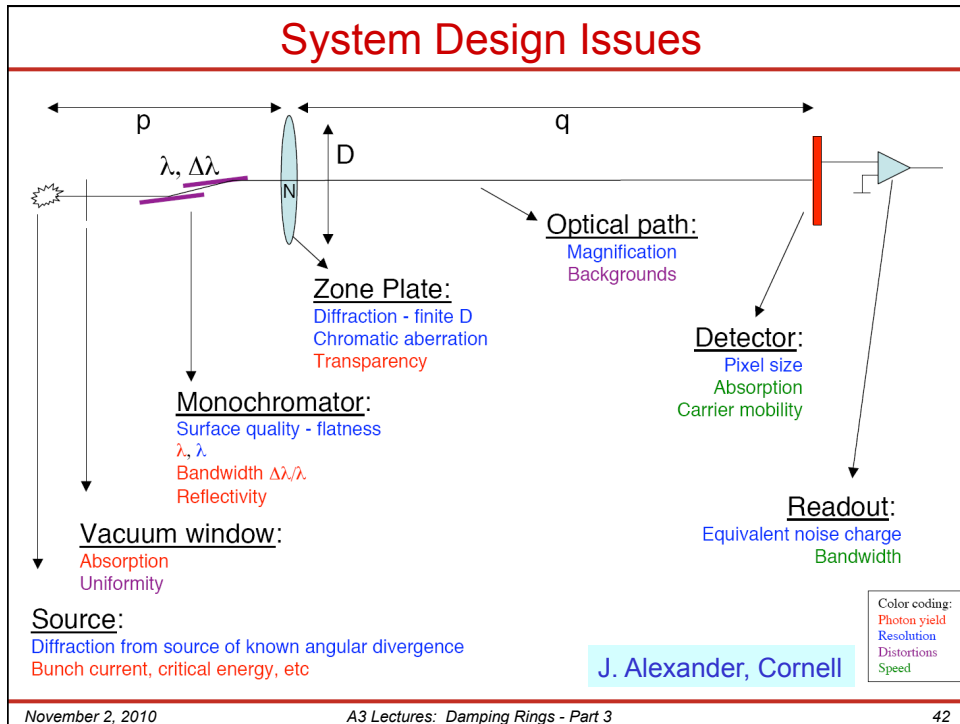 System Design Issues
p
q
λ, Δλ
D
N
Optical path:
Magnification
Backgrounds
Zone Plate:
Diffraction - finite D
Chromatic aberration
Transparency
Detector:
Pixel size
Absorption
Carrier mobility
Monochromator:
Surface quality - flatness
λ, λ
Bandwidth Δλ/λ
Reflectivity
Readout:
Equivalent noise charge
Bandwidth
Vacuum window:
Absorption
Uniformity
Source:
Diffraction from source of known angular divergence
Bunch current, critical energy, etc
Color coding:
Photon yield
Resolution
Distortions
Speed
J. Alexander, Cornell
November 2, 2010 A3 Lectures: Damping Rings - Part 3 42